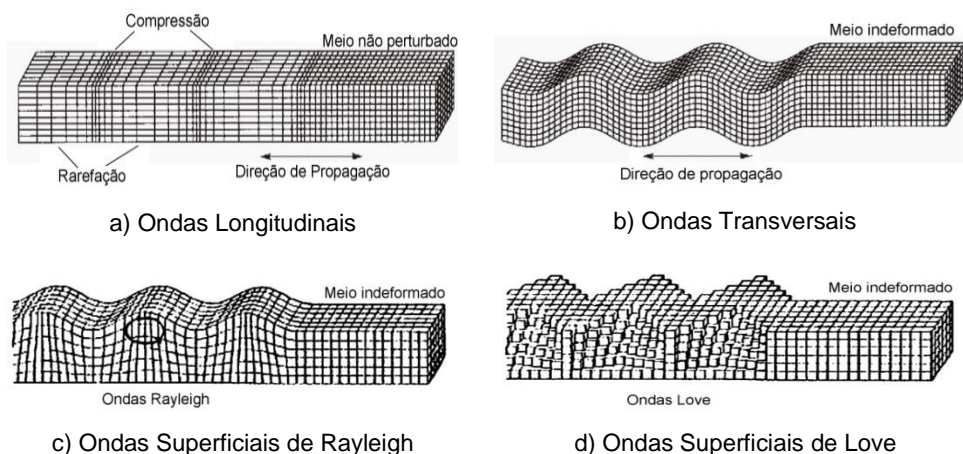 Compressão
Meio não perturbado
Rarefação
Direção de Propagação
a) Ondas Longitudinais
Meio indeformado
Direção de propagação
b) Ondas Transversais
Meio indeformado
Ondas Rayleigh
c) Ondas Superficiais de Rayleigh
Meio indeformado
Ondas Love
d) Ondas Superficiais de Love